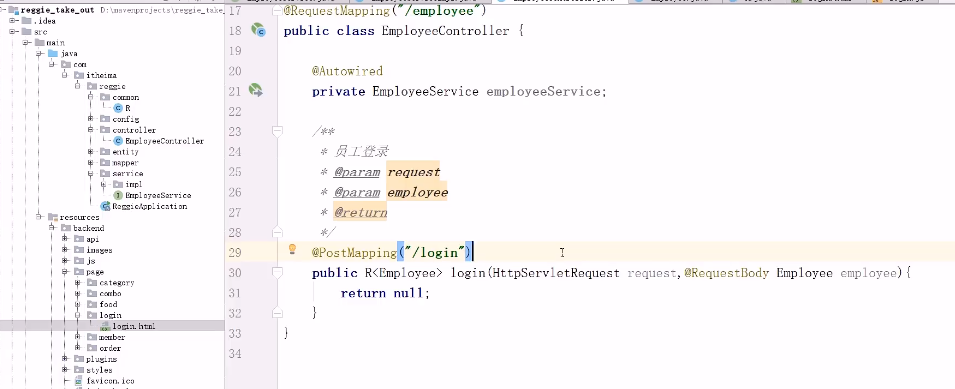 reggie_take_out D:\mavenprojects\reggie_take_
.idea
src
main
java
com
itheima
reggie
common
R
config
controller
EmployeeController
entity
mapper
service
impl
EmployeeService
ReggieApplication
resources
backend
api
images
js
page
category
combo
food
login
login.html
member
order
plugins
styles
favicon.ico
17 @RequestMapping("/employee")
18 public class EmployeeController {
19
20 @Autowired
21 private EmployeeService employeeService;
22
23 /**
24 * 员工登录
25 * @param request
26 * @param employee
27 * @return
28 */
29 @PostMapping("/login")
30 public R<Employee> login(HttpServletRequest request,@RequestBody Employee employee){
31 return null;
32 }
33 }
34